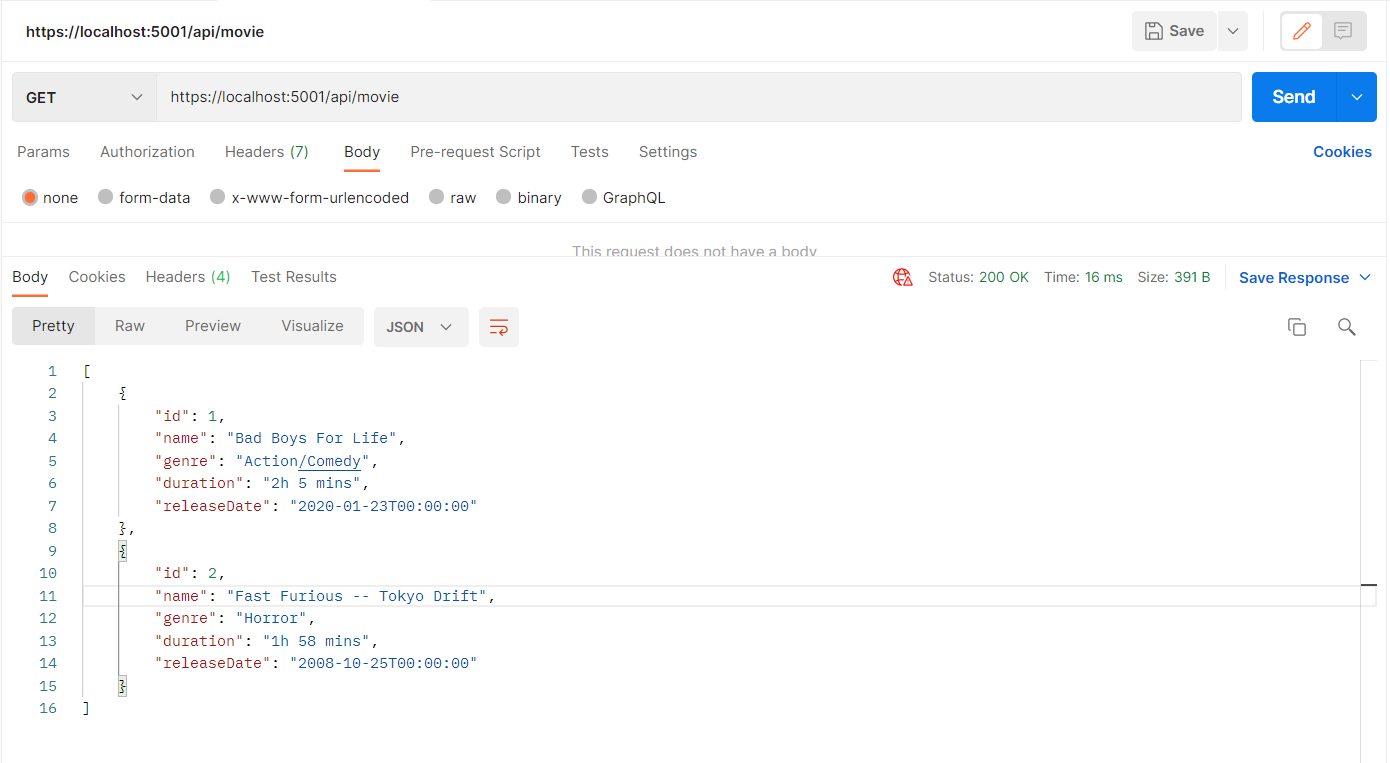 https://localhost:5001/api/movie Save
GET https://localhost:5001/api/movie Send
Params Authorization Headers (7) Body Pre-request Script Tests Settings Cookies
none form-data x-www-form-urlencoded raw binary GraphQL
This request does not have a body
Body Cookies Headers (4) Test Results Status: 200 OK Time: 16 ms Size: 391 B Save Response
Pretty Raw Preview Visualize JSON
1 [
2 {
3 "id": 1,
4 "name": "Bad Boys For Life",
5 "genre": "Action/Comedy",
6 "duration": "2h 5 mins",
7 "releaseDate": "2020-01-23T00:00:00"
8 },
9 {
10 "id": 2,
11 "name": "Fast Furious -- Tokyo Drift",
12 "genre": "Horror",
13 "duration": "1h 58 mins",
14 "releaseDate": "2008-10-25T00:00:00"
15 }
16 ]